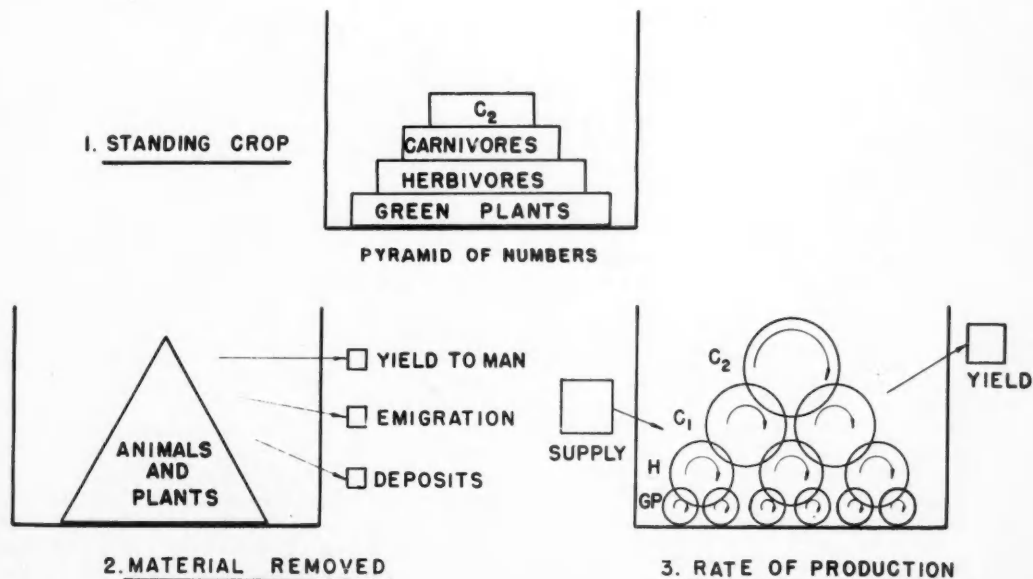 1. STANDING CROP
C₂
CARNIVORES
HERBIVORES
GREEN PLANTS
PYRAMID OF NUMBERS
ANIMALS
AND
PLANTS
YIELD TO MAN
EMIGRATION
DEPOSITS
2. MATERIAL REMOVED
SUPPLY
C₂
C₁
H
GP
YIELD
3. RATE OF PRODUCTION